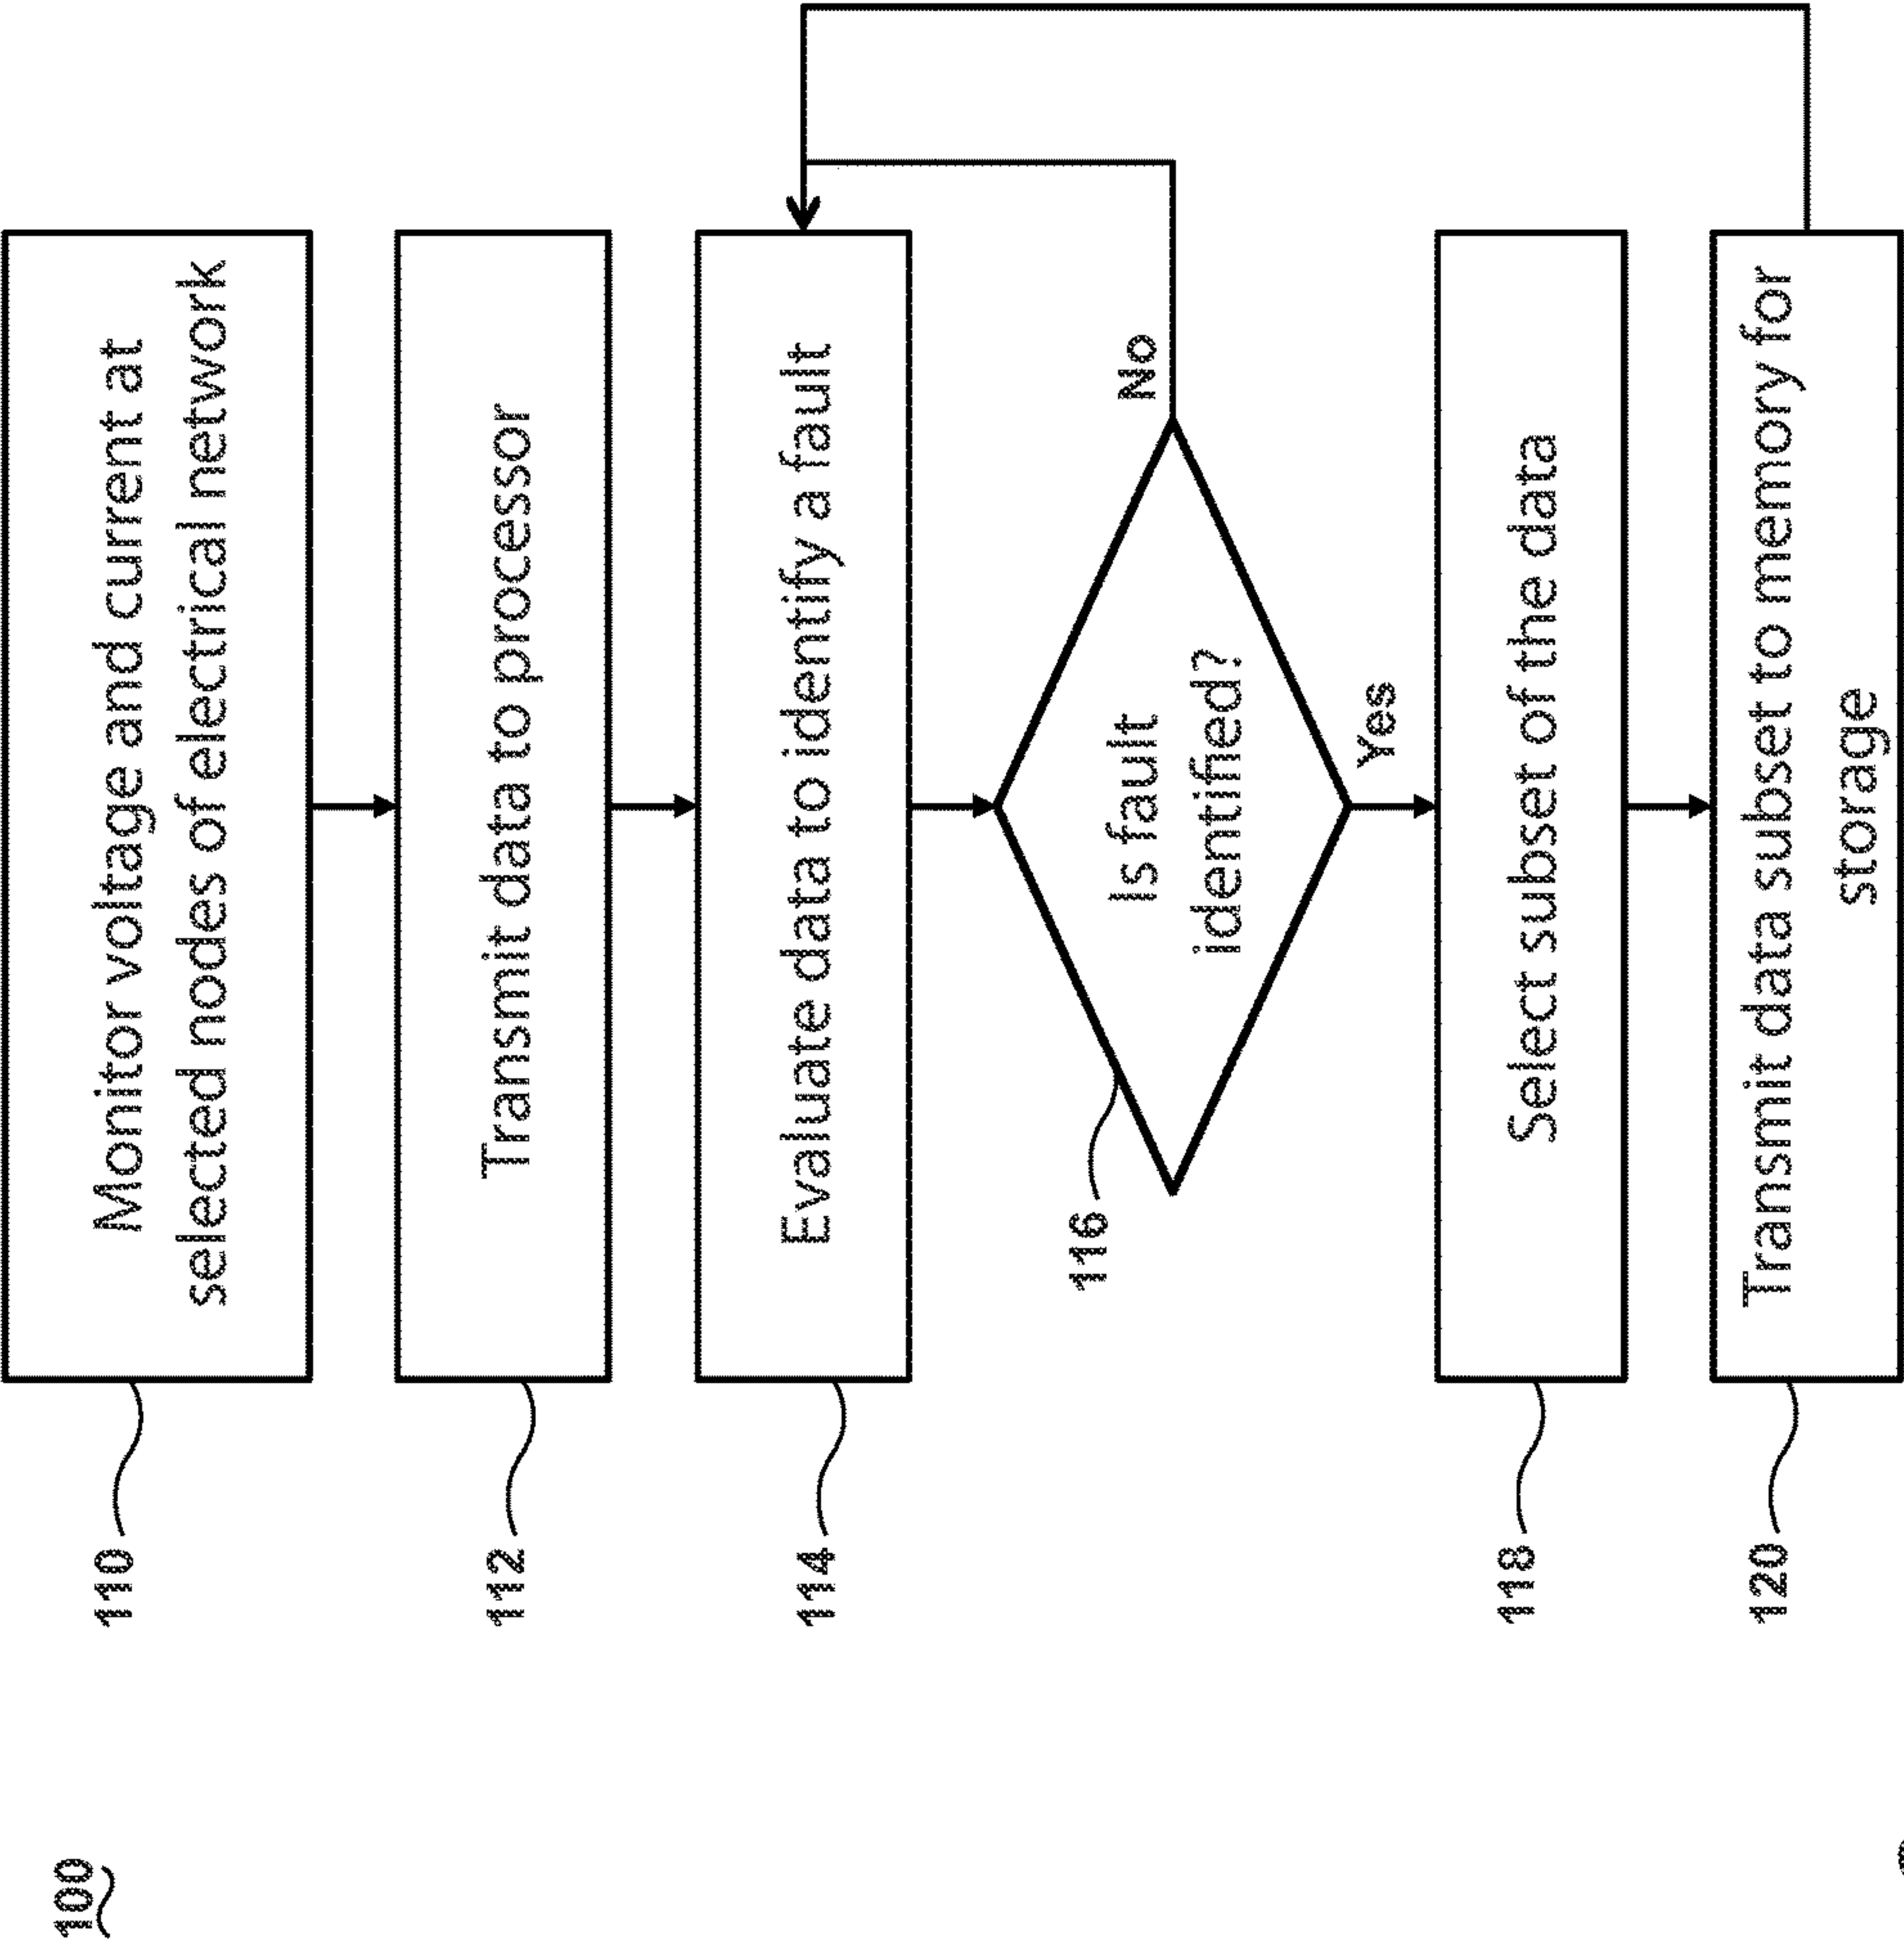 100
110
Monitor voltage and current at
selected nodes of electrical network
112
Transmit data to processor
114
Evaluate data to identify a fault
116
Is fault
identified?
No
Yes
118
Select subset of the data
120
Transmit data subset to memory for
storage